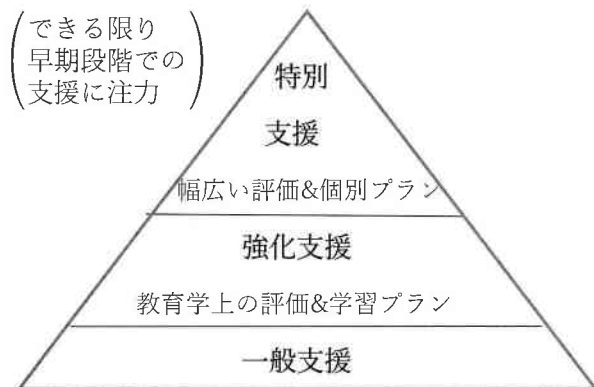 できる限り
早期段階での
支援に注力
特別
支援
幅広い評価&個別プラン
強化支援
教育学上の評価&学習プラン
一般支援